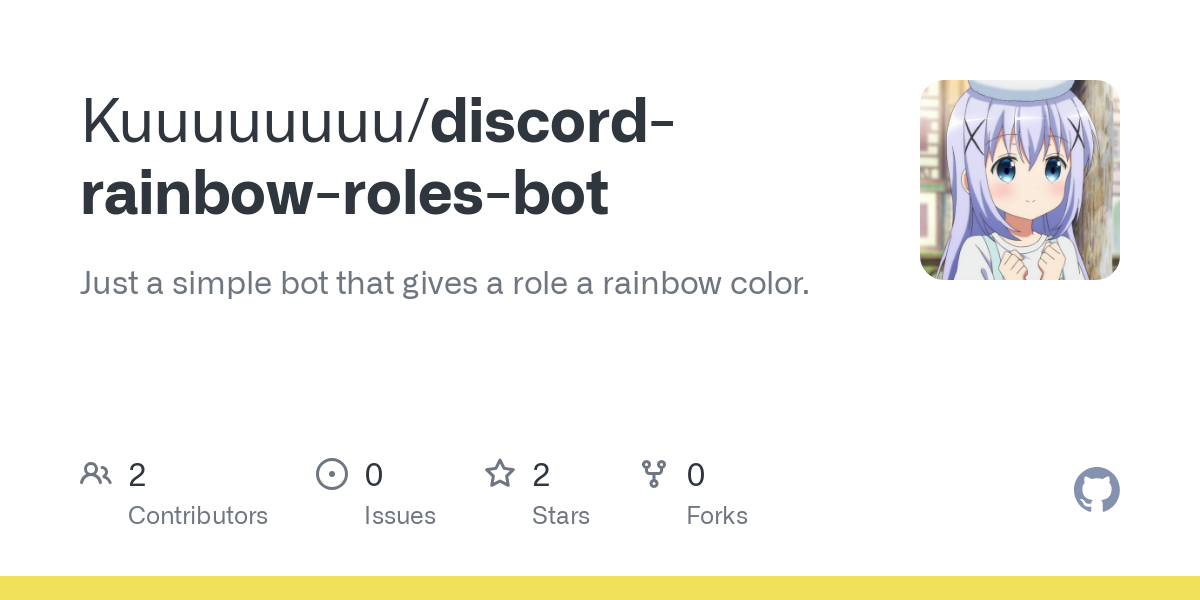 Kuuuuuuuu/discord-
rainbow-roles-bot
Just a simple bot that gives a role a rainbow color.
2 0 2 0
Contributors Issues Stars Forks